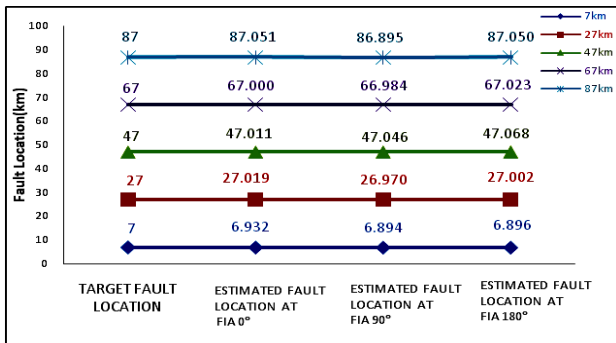 100
90
80
70
60
50
40
30
20
10
0
Fault Location(km)
87 87.051 86.895 87.050
67 67.000 66.984 67.023
47 47.011 47.046 47.068
27 27.019 26.970 27.002
7 6.932 6.894 6.896
TARGET FAULT
LOCATION
ESTIMATED FAULT
LOCATION AT
FIA 0°
ESTIMATED FAULT
LOCATION AT
FIA 90°
ESTIMATED FAULT
LOCATION AT
FIA 180°
7km
27km
47km
67km
87km